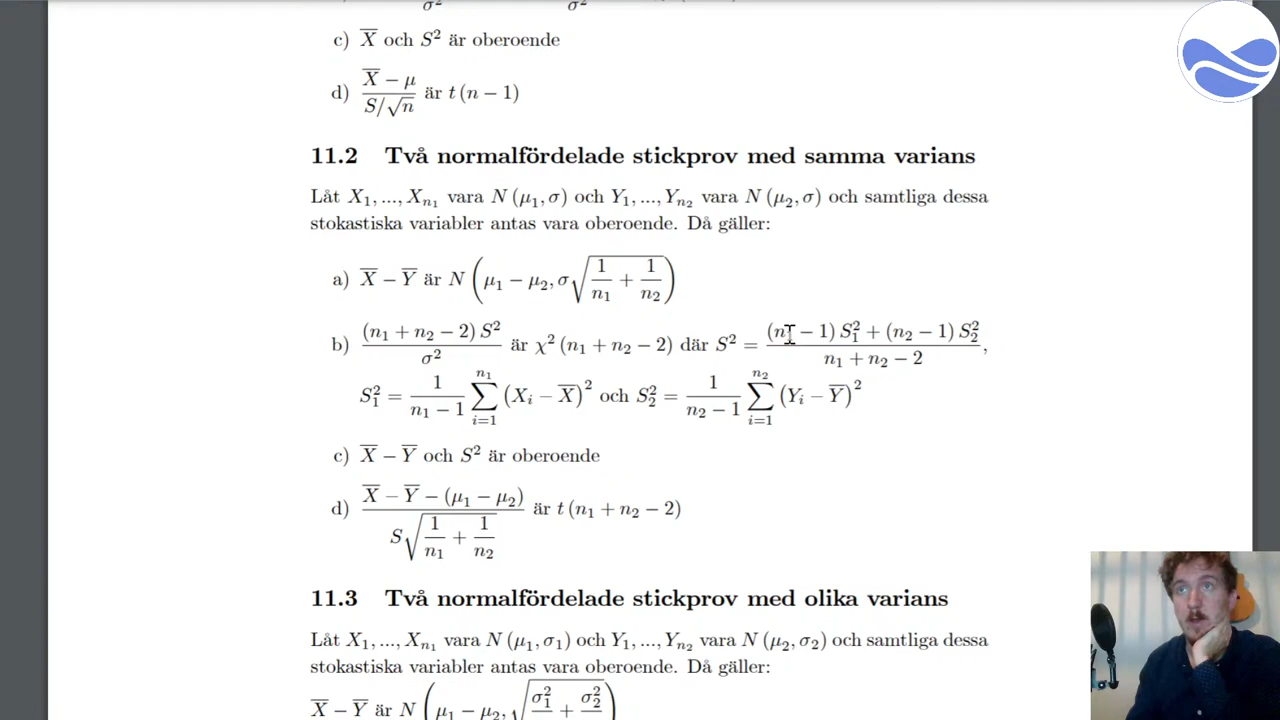 σ² σ²
c) X̅ och S² är oberoende
d) (X̅ − μ)/(S/√n) är t (n − 1)
11.2 Två normalfördelade stickprov med samma varians
Låt X₁, ..., Xₙ₁ vara N (μ₁, σ) och Y₁, ..., Yₙ₂ vara N (μ₂, σ) och samtliga dessa
stokastiska variabler antas vara oberoende. Då gäller:
a) X̅ − Y̅ är N (μ₁ − μ₂, σ√(1/n₁ + 1/n₂))
b) (n₁ + n₂ − 2) S²/σ² är χ² (n₁ + n₂ − 2) där S² = ((n₁ − 1) S₁² + (n₂ − 1) S₂²)/(n₁ + n₂ − 2),
S₁² = 1/(n₁ − 1) ∑ᵢ₌₁ⁿ¹ (Xᵢ − X̅)² och S₂² = 1/(n₂ − 1) ∑ᵢ₌₁ⁿ² (Yᵢ − Y̅)²
c) X̅ − Y̅ och S² är oberoende
d) (X̅ − Y̅ − (μ₁ − μ₂))/(S√(1/n₁ + 1/n₂)) är t (n₁ + n₂ − 2)
11.3 Två normalfördelade stickprov med olika varians
Låt X₁, ..., Xₙ₁ vara N (μ₁, σ₁) och Y₁, ..., Yₙ₂ vara N (μ₂, σ₂) och samtliga dessa
stokastiska variabler antas vara oberoende. Då gäller:
X̅ − Y̅ är N (μ₁ − μ₂, √(σ₁² + σ₂²))